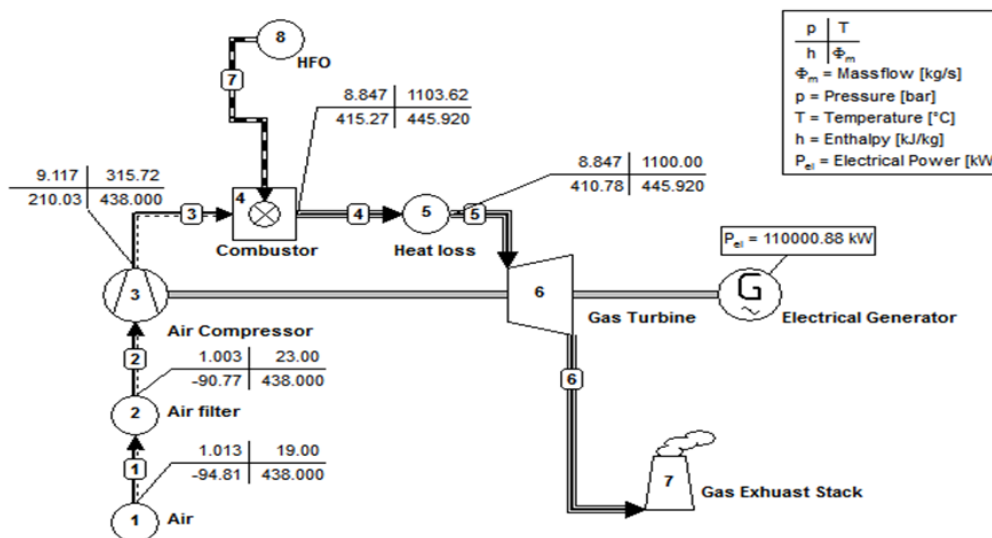 8
HFO
7
p T
h Φm
Φm = Massflow [kg/s]
p = Pressure [bar]
T = Temperature [°C]
h = Enthalpy [kJ/kg]
Pel = Electrical Power [kW
8.847 1103.62
415.27 445.920
8.847 1100.00
410.78 445.920
9.117 315.72
210.03 438.000
3
4
Combustor
4
5
Heat loss
5
Pel = 110000.88 kW
3
Air Compressor
6
Gas Turbine
G
Electrical Generator
2
1.003 23.00
-90.77 438.000
6
2
Air filter
1
1.013 19.00
-94.81 438.000
7
Gas Exhuast Stack
1
Air